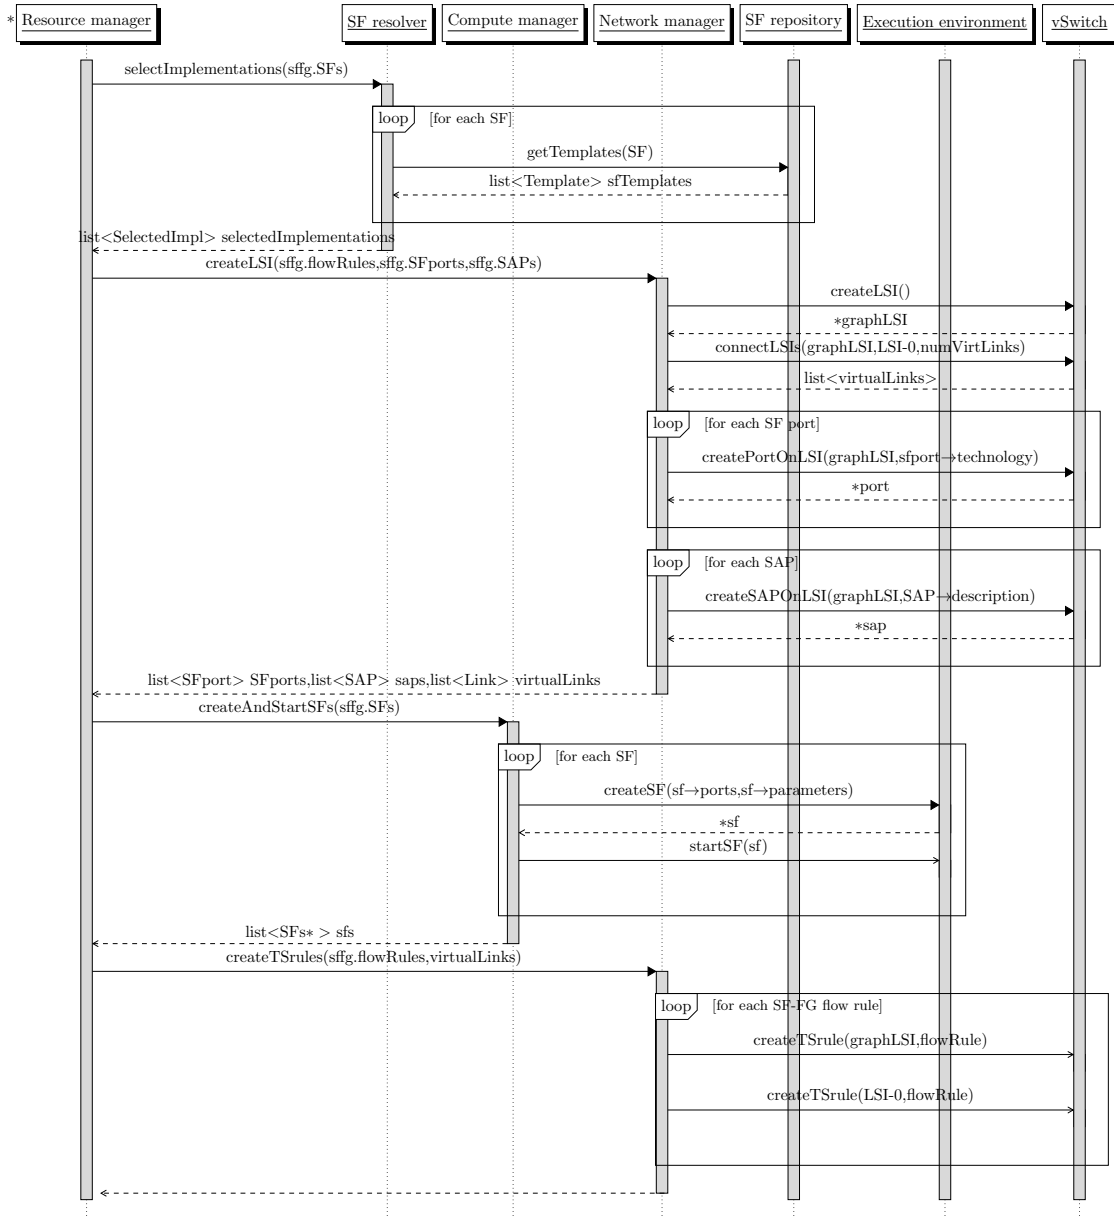 * Resource manager SF resolver Compute manager Network manager SF repository Execution environment vSwitch
selectImplementations(sffg.SFs)
loop [for each SF]
getTemplates(SF)
list<Template> sfTemplates
list<SelectedImpl> selectedImplementations
createLSI(sffg.flowRules,sffg.SFports,sffg.SAPs)
createLSI()
*graphLSI
connectLSIs(graphLSI,LSI-0,numVirtLinks)
list<virtualLinks>
loop [for each SF port]
createPortOnLSI(graphLSI,sfport→technology)
*port
loop [for each SAP]
createSAPOnLSI(graphLSI,SAP→description)
*sap
list<SFport> SFports,list<SAP> saps,list<Link> virtualLinks
createAndStartSFs(sffg.SFs)
loop [for each SF]
createSF(sf→ports,sf→parameters)
*sf
startSF(sf)
list<SFs* > sfs
createTSrules(sffg.flowRules,virtualLinks)
loop [for each SF-FG flow rule]
createTSrule(graphLSI,flowRule)
createTSrule(LSI-0,flowRule)